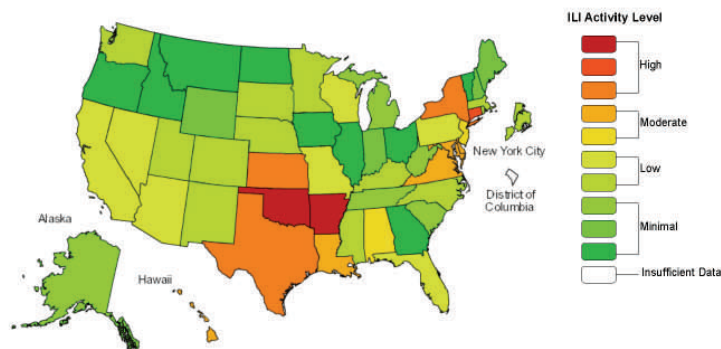 ILI Activity Level
High
Moderate
Low
Minimal
Insufficient Data
New York City
District of
Columbia
Alaska
Hawaii